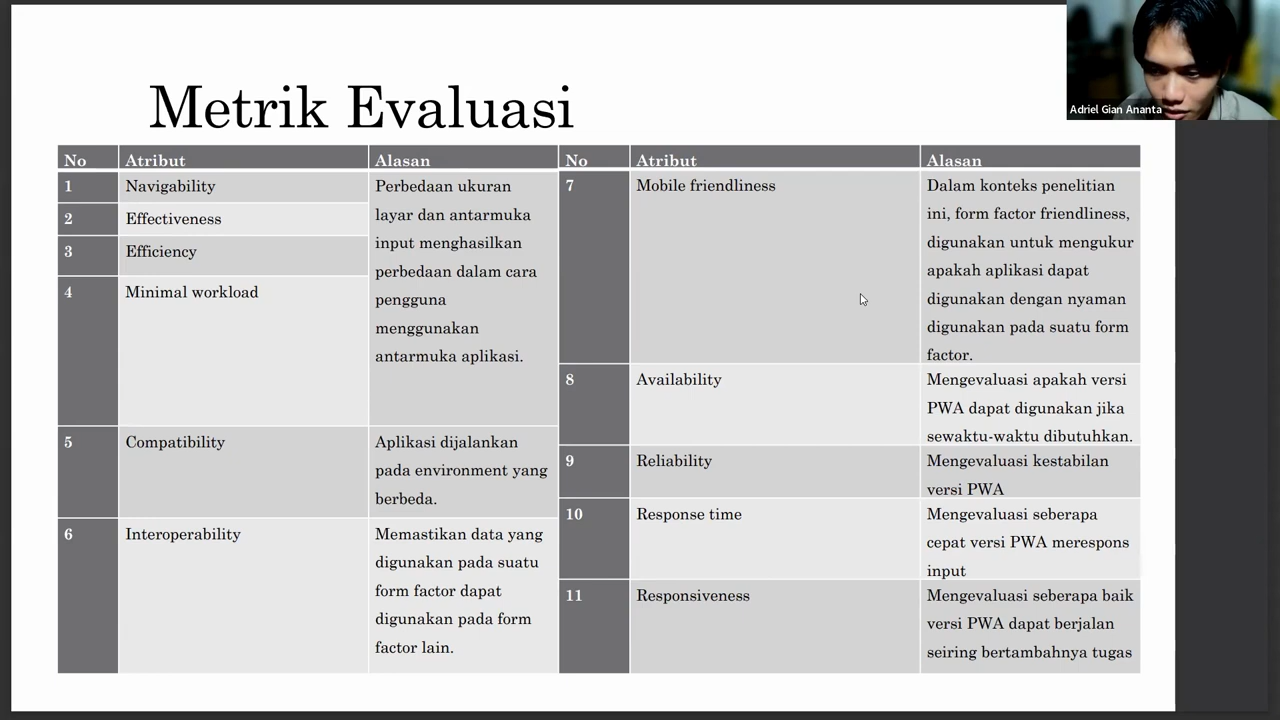 Metrik Evaluasi
Adriel Gian Ananta
No Atribut Alasan
1 Navigability
2 Effectiveness
3 Efficiency
4 Minimal workload
Perbedaan ukuran
layar dan antarmuka
input menghasilkan
perbedaan dalam cara
pengguna
menggunakan
antarmuka aplikasi.
5 Compatibility
Aplikasi dijalankan
pada environment yang
berbeda.
6 Interoperability
Memastikan data yang
digunakan pada suatu
form factor dapat
digunakan pada form
factor lain.
No Atribut Alasan
7 Mobile friendliness
Dalam konteks penelitian
ini, form factor friendliness,
digunakan untuk mengukur
apakah aplikasi dapat
digunakan dengan nyaman
digunakan pada suatu form
factor.
8 Availability
Mengevaluasi apakah versi
PWA dapat digunakan jika
sewaktu-waktu dibutuhkan.
9 Reliability
Mengevaluasi kestabilan
versi PWA
10 Response time
Mengevaluasi seberapa
cepat versi PWA merespons
input
11 Responsiveness
Mengevaluasi seberapa baik
versi PWA dapat berjalan
seiring bertambahnya tugas